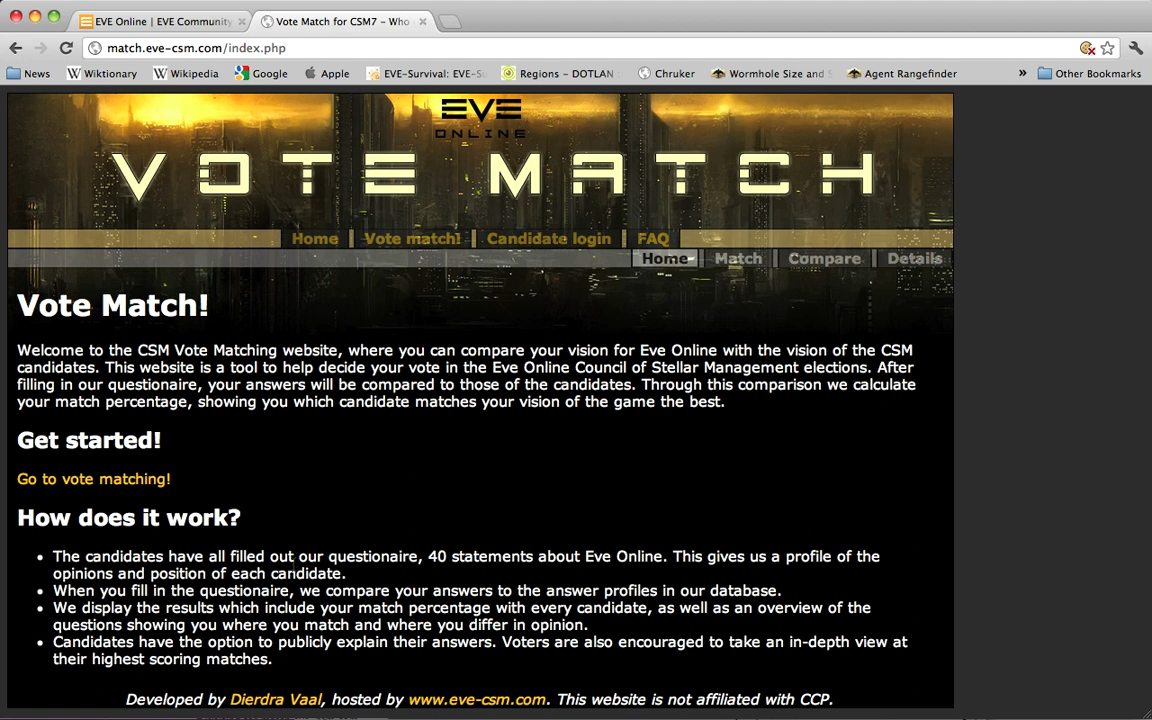 EVE Online | EVE Community
Vote Match for CSM7 – Who
match.eve-csm.com/index.php
News
Wiktionary
Wikipedia
Google
Apple
EVE-Survival: EVE-Su
Regions – DOTLAN
Chruker
Wormhole Size and S
Agent Rangefinder
»
Other Bookmarks
EVE
ONLINE
VOTE MATCH
Home | Vote match! | Candidate login | FAQ
Home | Match | Compare | Details
Vote Match!
Welcome to the CSM Vote Matching website, where you can compare your vision for Eve Online with the vision of the CSM
candidates. This website is a tool to help decide your vote in the Eve Online Council of Stellar Management elections. After
filling in our questionaire, your answers will be compared to those of the candidates. Through this comparison we calculate
your match percentage, showing you which candidate matches your vision of the game the best.
Get started!
Go to vote matching!
How does it work?
• The candidates have all filled out our questionaire, 40 statements about Eve Online. This gives us a profile of the
opinions and position of each candidate.
• When you fill in the questionaire, we compare your answers to the answer profiles in our database.
• We display the results which include your match percentage with every candidate, as well as an overview of the
questions showing you where you match and where you differ in opinion.
• Candidates have the option to publicly explain their answers. Voters are also encouraged to take an in-depth view at
their highest scoring matches.
Developed by Dierdra Vaal, hosted by www.eve-csm.com. This website is not affiliated with CCP.